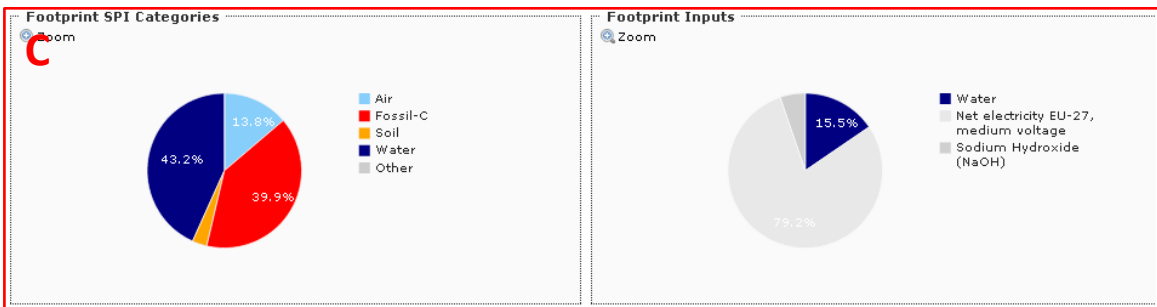 Footprint SPI Categories
Zoom
C
13.8%
43.2%
39.9%
Air
Fossil-C
Soil
Water
Other
Footprint Inputs
Zoom
15.5%
79.2%
Water
Net electricity EU-27,
medium voltage
Sodium Hydroxide
(NaOH)